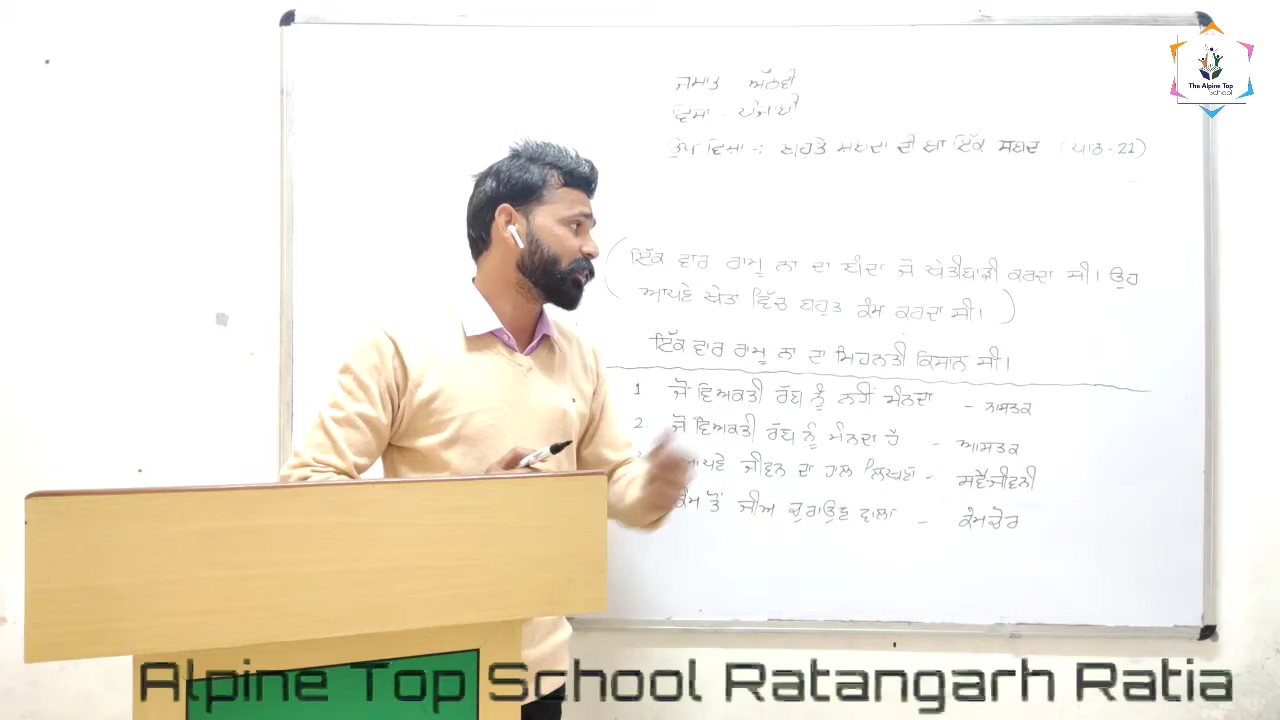 The Alpine Top
School
ਜਮਾਤ ਅੱਠਵੀਂ
ਵਿਸ਼ਾ - ਪੰਜਾਬੀ
ਉਪ ਵਿਸ਼ਾ :- ਬਹੁਤੇ ਸ਼ਬਦਾ ਦੀ ਥਾਂ ਇੱਕ ਸ਼ਬਦ (ਪਾਠ-21)
(ਇੱਕ ਵਾਰ ਰਾਮੂ ਨਾ ਦਾ ਬੰਦਾ ਜੋ ਖੇਤੀਬਾੜੀ ਕਰਦਾ ਸੀ। ਉਹ
ਆਪਣੇ ਖੇਤਾਂ ਵਿੱਚ ਬਹੁਤ ਕੰਮ ਕਰਦਾ ਸੀ।)
ਇੱਕ ਵਾਰ ਰਾਮੂ ਨਾ ਦਾ ਮਿਹਨਤੀ ਕਿਸਾਨ ਸੀ।
1 ਜੋ ਵਿਅਕਤੀ ਰੱਬ ਨੂੰ ਨਹੀਂ ਮੰਨਦਾ - ਨਾਸਤਕ
2. ਜੋ ਵਿਅਕਤੀ ਰੱਬ ਨੂੰ ਮੰਨਦਾ ਹੈ - ਆਸਤਕ
ਆਪਣੇ ਜੀਵਨ ਦਾ ਹਾਲ ਲਿਖਣਾ - ਸਵੈ-ਜੀਵਨੀ
ਕੰਮ ਤੋਂ ਜੀਅ ਚੁਰਾਉਣ ਵਾਲਾ - ਕੰਮਚੋਰ
Alpine Top School Ratangarh Ratia